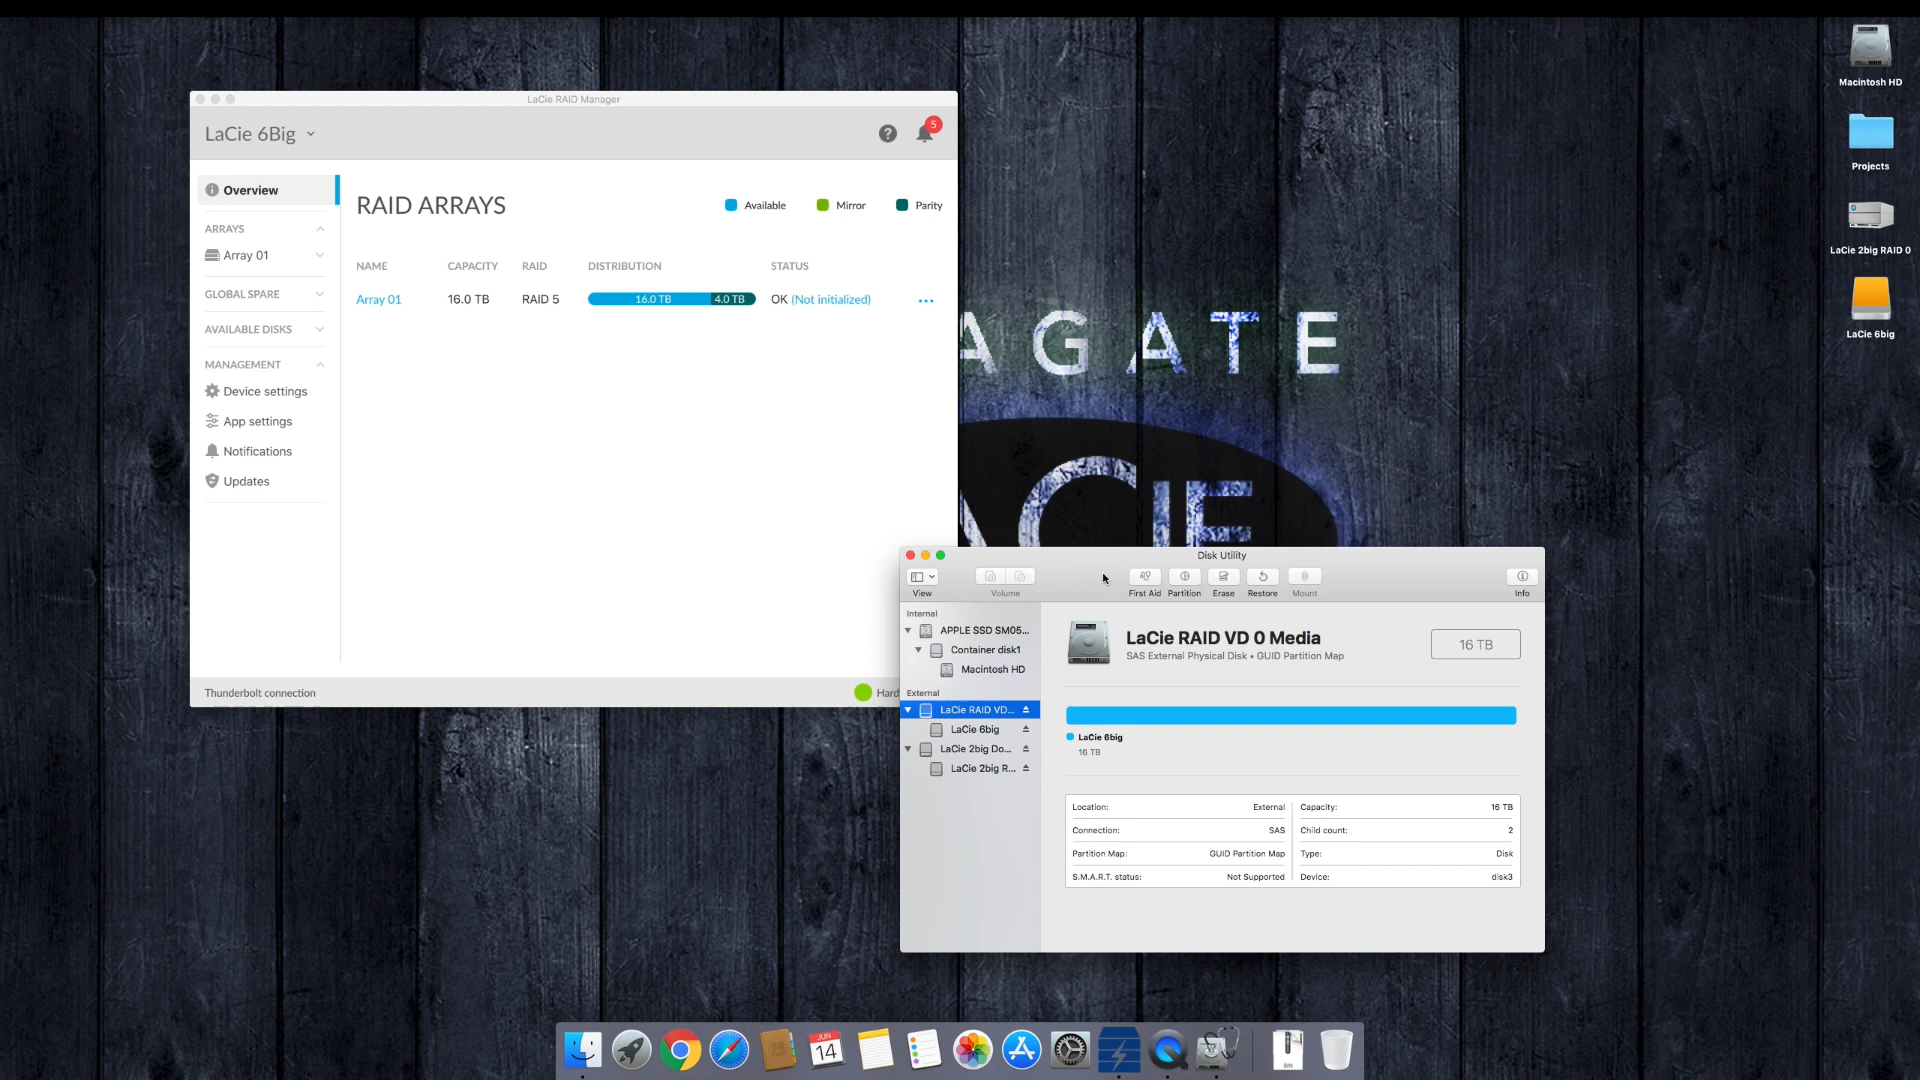 LaCie RAID Manager
LaCie 6Big
5
Overview
ARRAYS
Array 01
GLOBAL SPARE
AVAILABLE DISKS
MANAGEMENT
Device settings
App settings
Notifications
Updates
RAID ARRAYS
Available
Mirror
Parity
NAME CAPACITY RAID DISTRIBUTION STATUS
Array 01 16.0 TB RAID 5 16.0 TB 4.0 TB OK (Not initialized)
Thunderbolt connection
Hard
AGATE
ACIE
Macintosh HD
Projects
LaCie 2big RAID 0
LaCie 6big
Disk Utility
View
Volume
First Aid
Partition
Erase
Restore
Mount
Info
Internal
APPLE SSD SM05...
Container disk1
Macintosh HD
External
LaCie RAID VD...
LaCie 6big
LaCie 2big Do...
LaCie 2big R...
LaCie RAID VD 0 Media
SAS External Physical Disk • GUID Partition Map
16 TB
LaCie 6big
16 TB
Location: External Capacity: 16 TB
Connection: SAS Child count: 2
Partition Map: GUID Partition Map Type: Disk
S.M.A.R.T. status: Not Supported Device: disk3
JUN
14
BIN